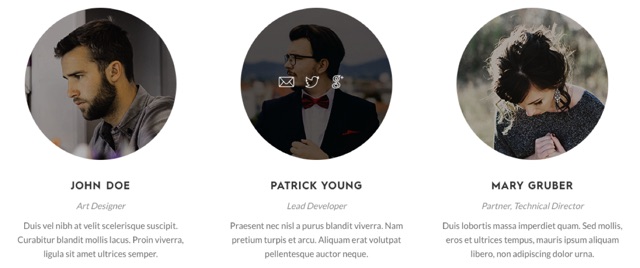 JOHN DOE
Art Designer
Duis vel nibh at velit scelerisque suscipit.
Curabitur blandit mollis lacus. Proin viverra,
ligula sit amet ultrices semper.
PATRICK YOUNG
Lead Developer
Praesent nec nisl a purus blandit viverra. Nam
pretium turpis et arcu. Aliquam erat volutpat
pellentesque auctor neque.
MARY GRUBER
Partner, Technical Director
Duis lobortis massa imperdiet quam. Sed mollis,
eros et ultrices tempus, mauris ipsum aliquam
libero, non adipiscing dolor urna.